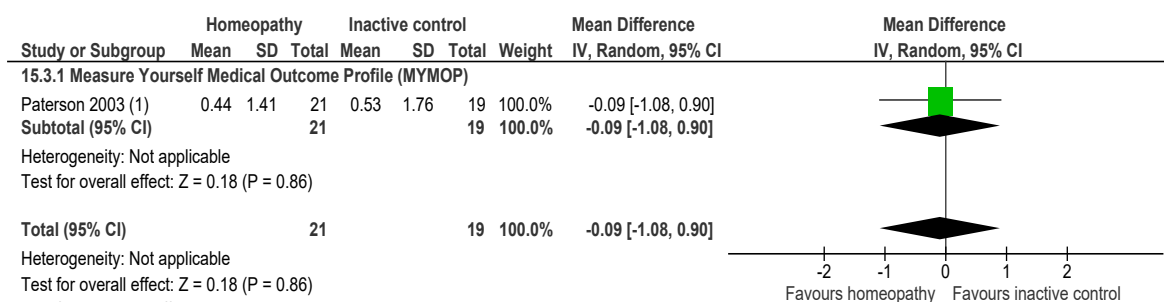 Homeopathy Inactive control Mean Difference Mean Difference
Study or Subgroup Mean SD Total Mean SD Total Weight IV, Random, 95% CI IV, Random, 95% CI
15.3.1 Measure Yourself Medical Outcome Profile (MYMOP)
Paterson 2003 (1) 0.44 1.41 21 0.53 1.76 19 100.0% -0.09 [-1.08, 0.90]
Subtotal (95% CI) 21 19 100.0% -0.09 [-1.08, 0.90]
Heterogeneity: Not applicable
Test for overall effect: Z = 0.18 (P = 0.86)
Total (95% CI) 21 19 100.0% -0.09 [-1.08, 0.90]
Heterogeneity: Not applicable
Test for overall effect: Z = 0.18 (P = 0.86)
-2 -1 0 1 2
Favours homeopathy Favours inactive control